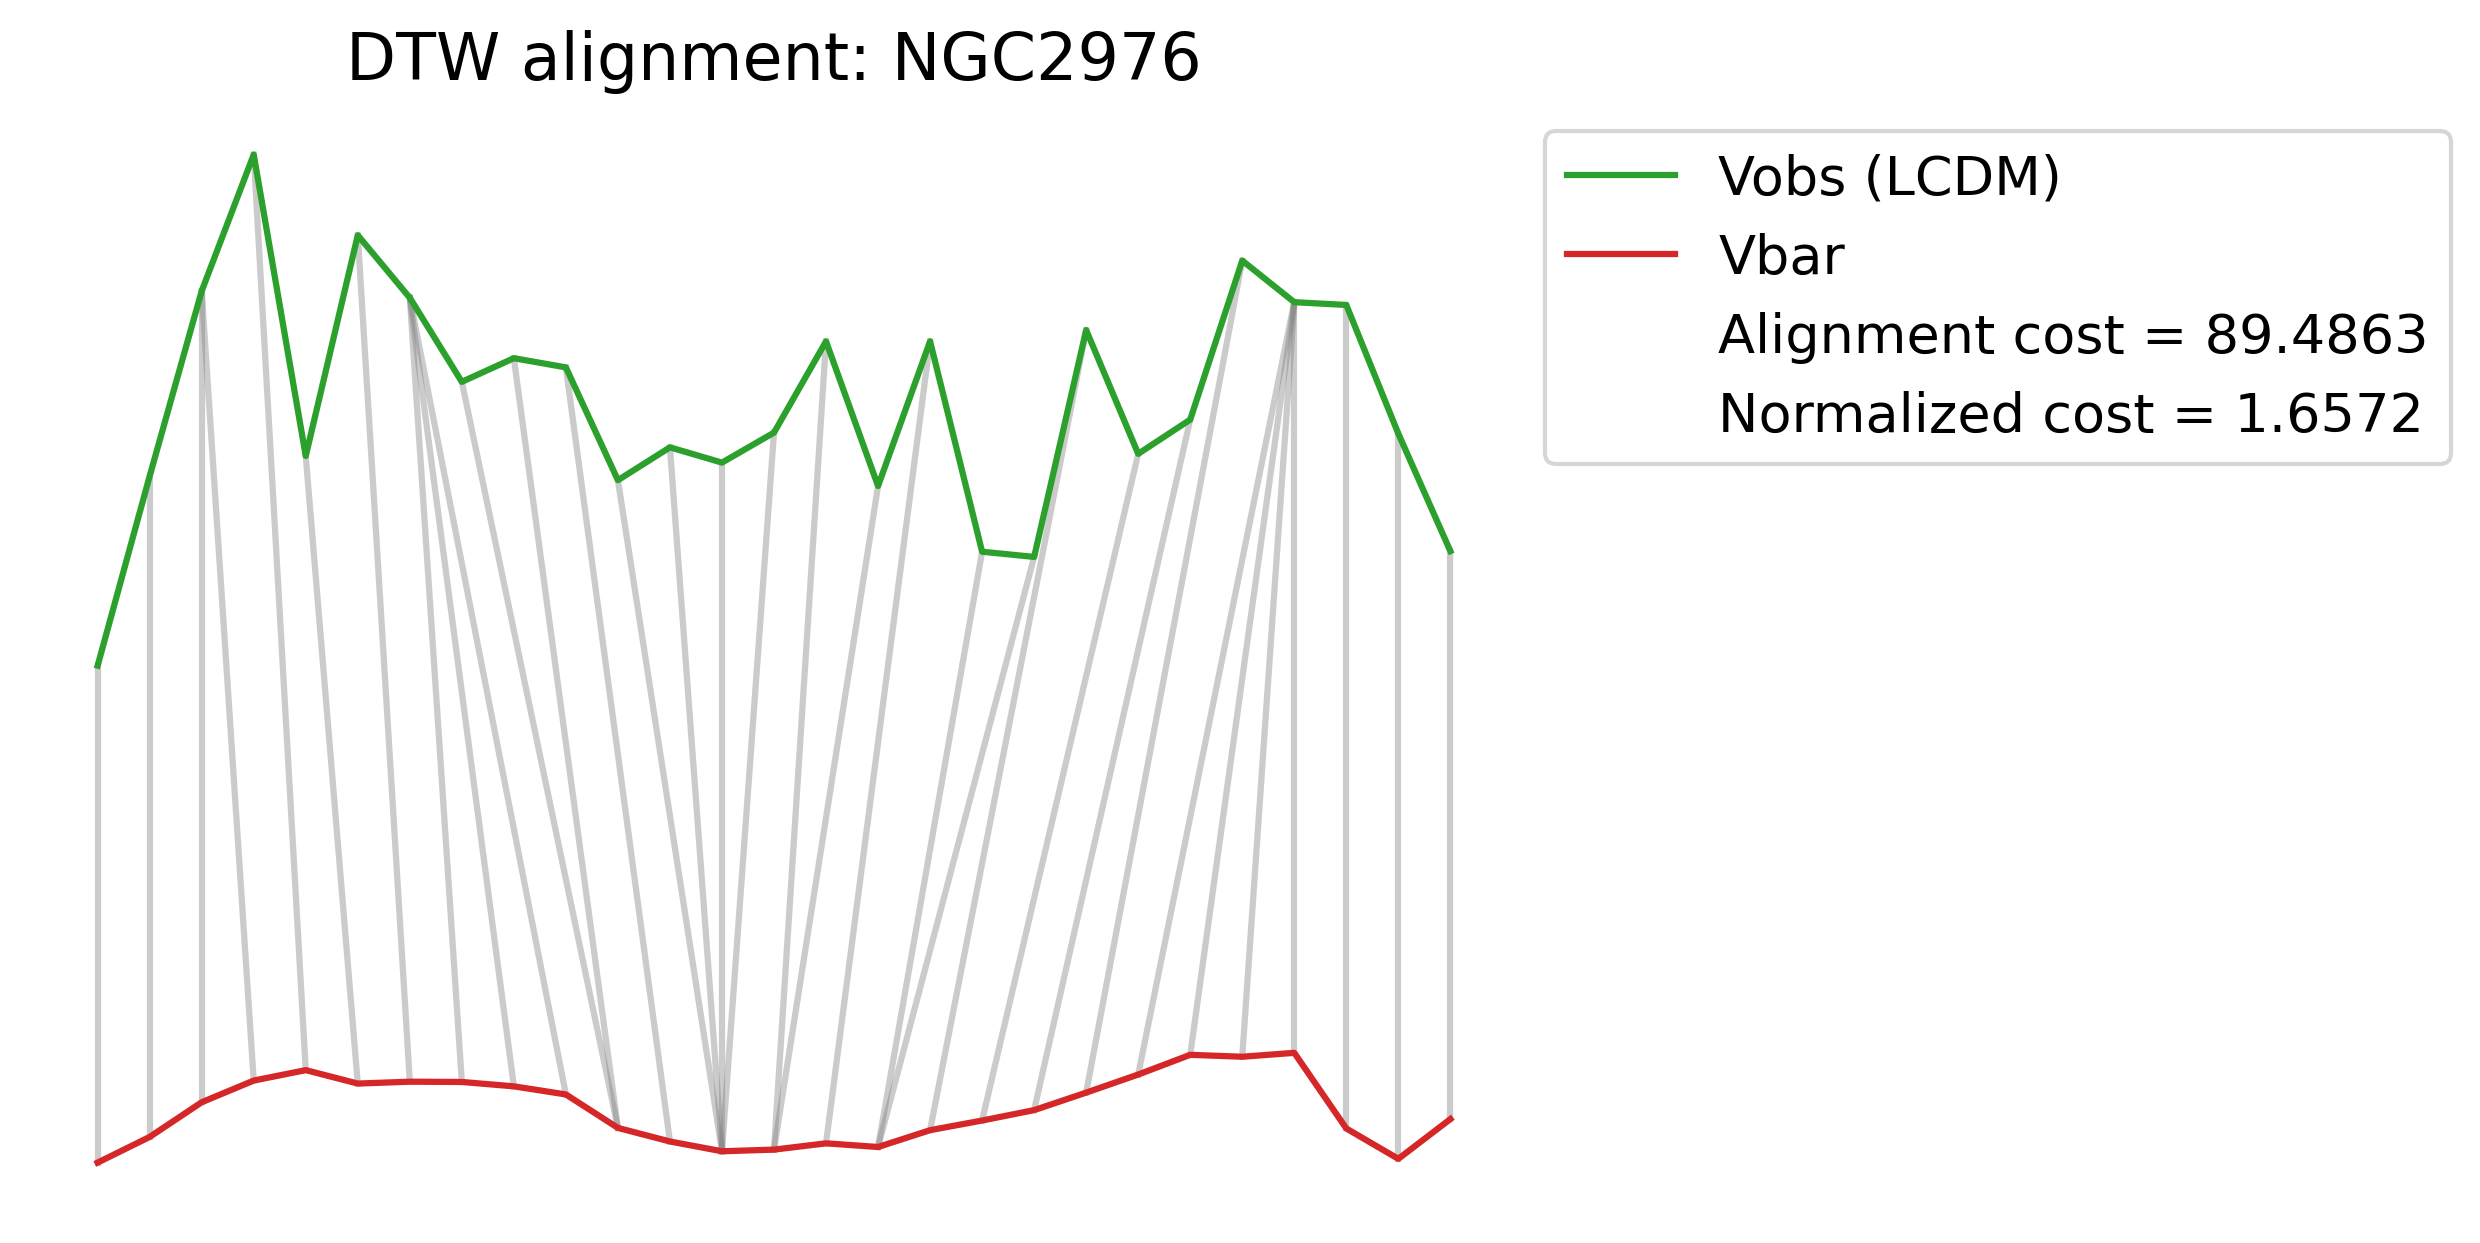 DTW alignment: NGC2976
Vobs (LCDM)
Vbar
Alignment cost = 89.4863
Normalized cost = 1.6572